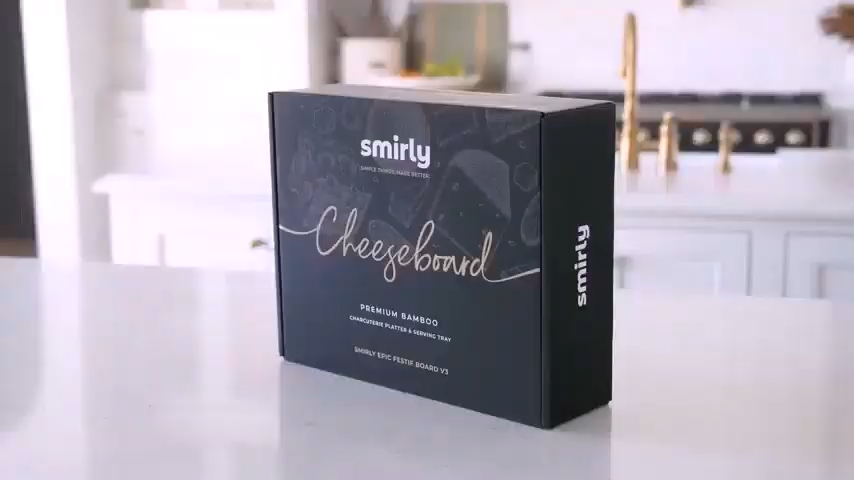 smirly
SIMPLE THINGS, MADE BETTER
Cheeseboard
PREMIUM BAMBOO
CHARCUTERIE PLATTER & SERVING TRAY
SMIRLY EPIC FESTIF BOARD V3
smirly